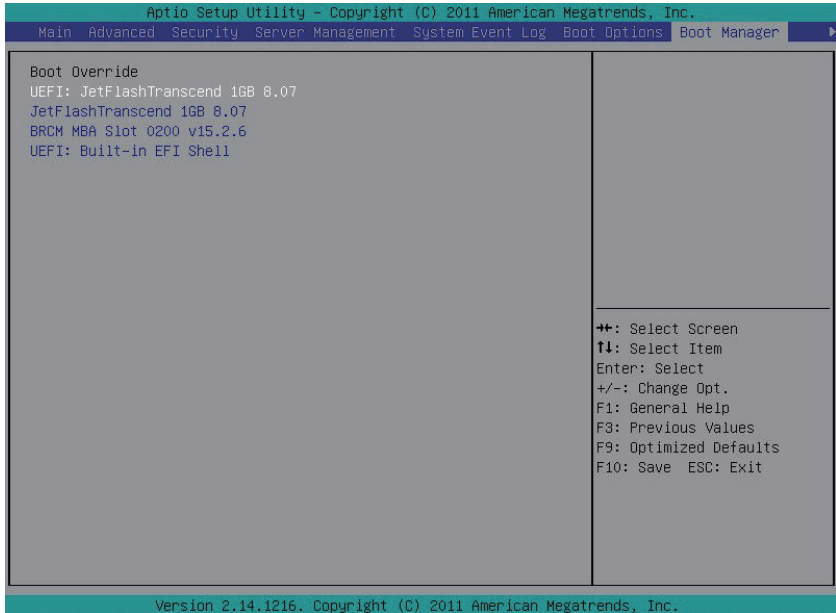 Aptio Setup Utility – Copyright (C) 2011 American Megatrends, Inc.
Main Advanced Security Server Management System Event Log Boot Options Boot Manager
Boot Override
UEFI: JetFlashTranscend 1GB 8.07
JetFlashTranscend 1GB 8.07
BRCM MBA Slot 0200 v15.2.6
UEFI: Built-in EFI Shell
→←: Select Screen
↑↓: Select Item
Enter: Select
+/-: Change Opt.
F1: General Help
F3: Previous Values
F9: Optimized Defaults
F10: Save ESC: Exit
Version 2.14.1216. Copyright (C) 2011 American Megatrends, Inc.